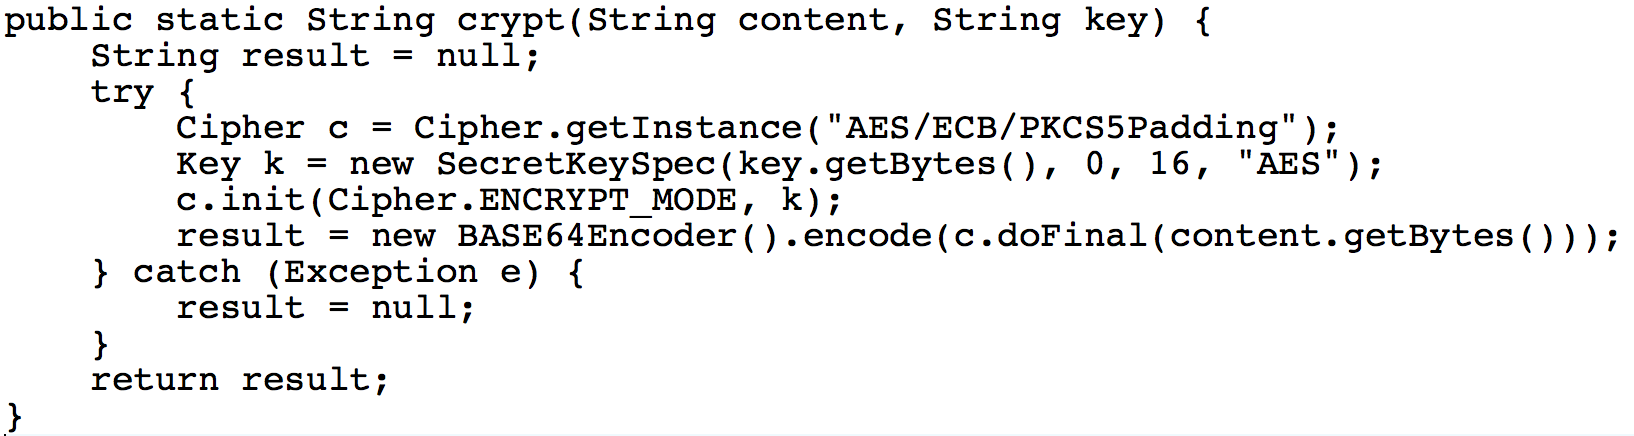 public static String crypt(String content, String key) {
    String result = null;
    try {
        Cipher c = Cipher.getInstance("AES/ECB/PKCS5Padding");
        Key k = new SecretKeySpec(key.getBytes(), 0, 16, "AES");
        c.init(Cipher.ENCRYPT_MODE, k);
        result = new BASE64Encoder().encode(c.doFinal(content.getBytes()));
    } catch (Exception e) {
        result = null;
    }
    return result;
}